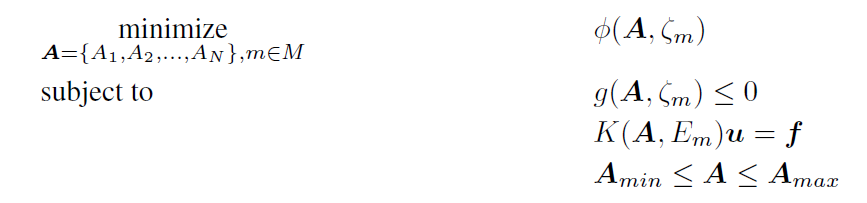 minimize ϕ(A, ζ_m)
A={A_1,A_2,...,A_N},m∈M
subject to g(A, ζ_m) ≤ 0
K(A, E_m)u = f
A_min ≤ A ≤ A_max